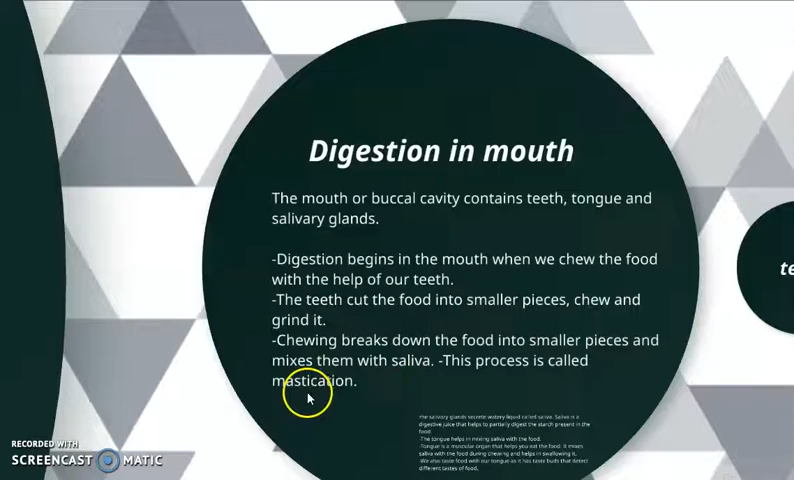 Digestion in mouth
The mouth or buccal cavity contains teeth, tongue and
salivary glands.
-Digestion begins in the mouth when we chew the food
with the help of our teeth.
-The teeth cut the food into smaller pieces, chew and
grind it.
-Chewing breaks down the food into smaller pieces and
mixes them with saliva. -This process is called
mastication.
The salivary glands secrete watery liquid called saliva. Saliva is a
digestive juice that helps to partially digest the starch present in the
food.
-The tongue helps in mixing saliva with the food.
-Tongue is a muscular organ that helps you eat the food. It mixes
saliva with the food during chewing and helps in swallowing it.
-We also taste food with our tongue as it has taste buds that detect
different tastes of food.
te
RECORDED WITH
SCREENCAST MATIC